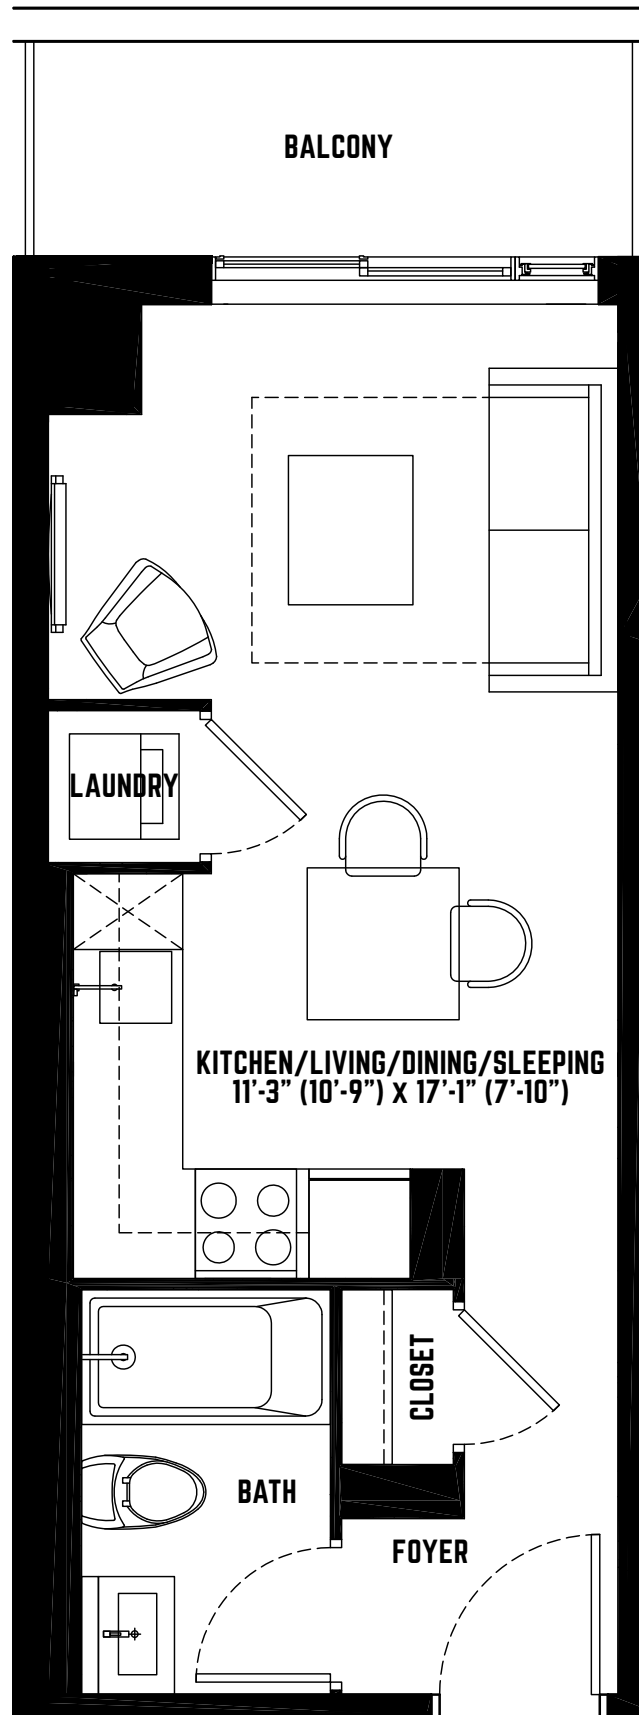 BALCONY
LAUNDRY
KITCHEN/LIVING/DINING/SLEEPING
11’-3” (10’-9”) X 17’-1” (7’-10”)
CLOSET
BATH
FOYER